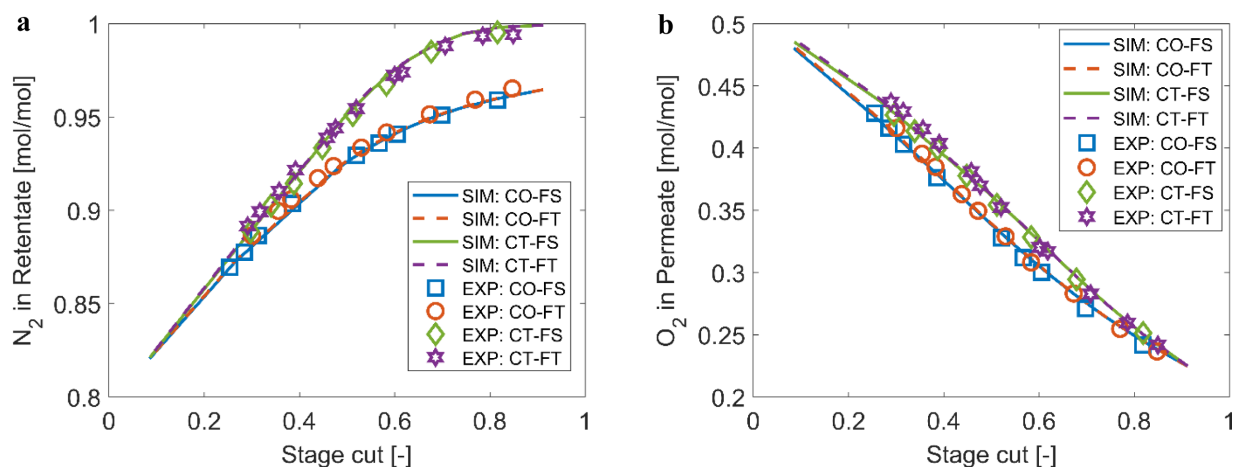 a
1
0.95
0.9
0.85
0.8
N2 in Retentate [mol/mol]
SIM: CO-FS
SIM: CO-FT
SIM: CT-FS
SIM: CT-FT
EXP: CO-FS
EXP: CO-FT
EXP: CT-FS
EXP: CT-FT
0 0.2 0.4 0.6 0.8 1
Stage cut [-]
b
0.5
0.45
0.4
0.35
0.3
0.25
0.2
O2 in Permeate [mol/mol]
SIM: CO-FS
SIM: CO-FT
SIM: CT-FS
SIM: CT-FT
EXP: CO-FS
EXP: CO-FT
EXP: CT-FS
EXP: CT-FT
0 0.2 0.4 0.6 0.8 1
Stage cut [-]